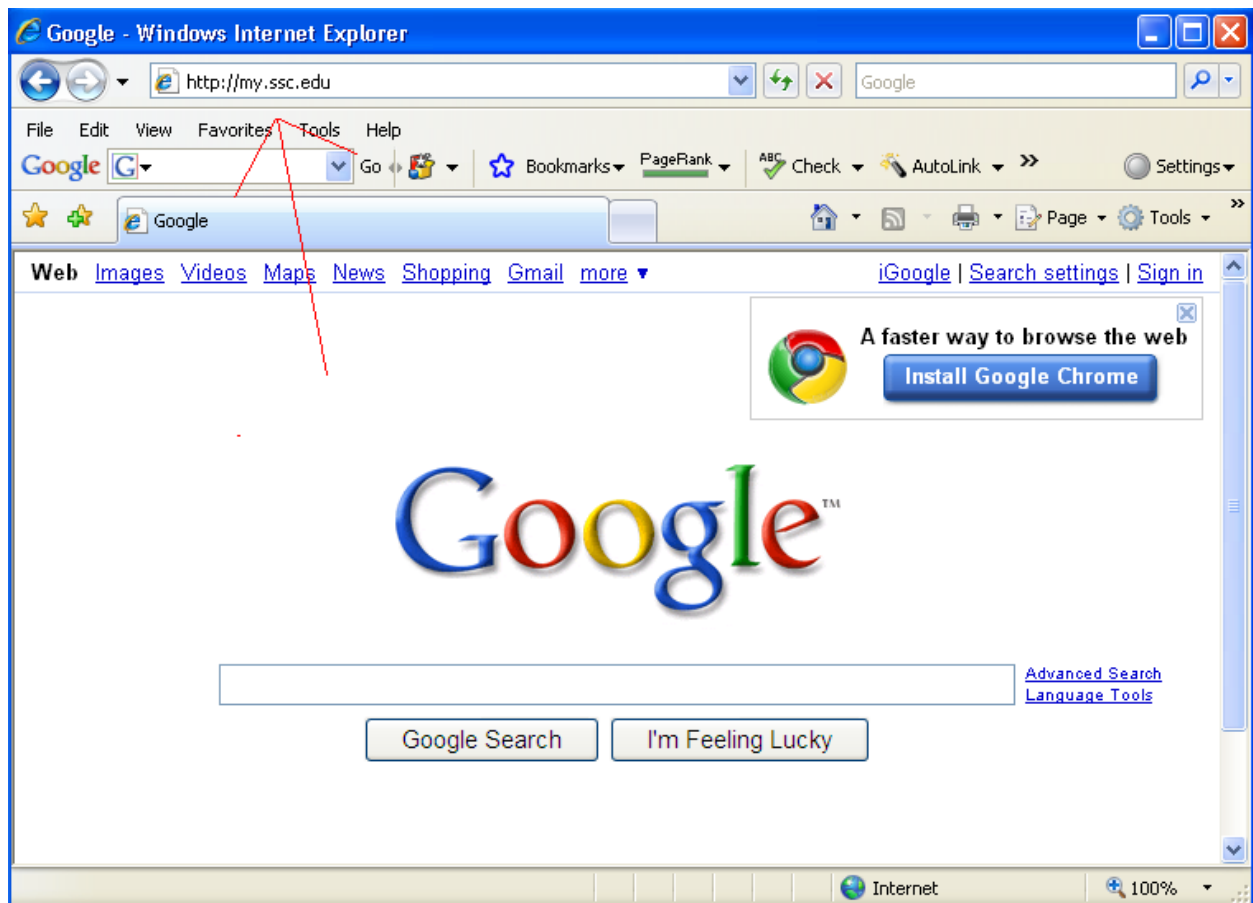 Google - Windows Internet Explorer
http://my.ssc.edu Google
File Edit View Favorites Tools Help
Google G Go Bookmarks PageRank ABC Check AutoLink » Settings
Google Page Tools »
Web Images Videos Maps News Shopping Gmail more iGoogle | Search settings | Sign in
A faster way to browse the web
Install Google Chrome
Google™
Advanced Search
Language Tools
Google Search I'm Feeling Lucky
Internet 100%